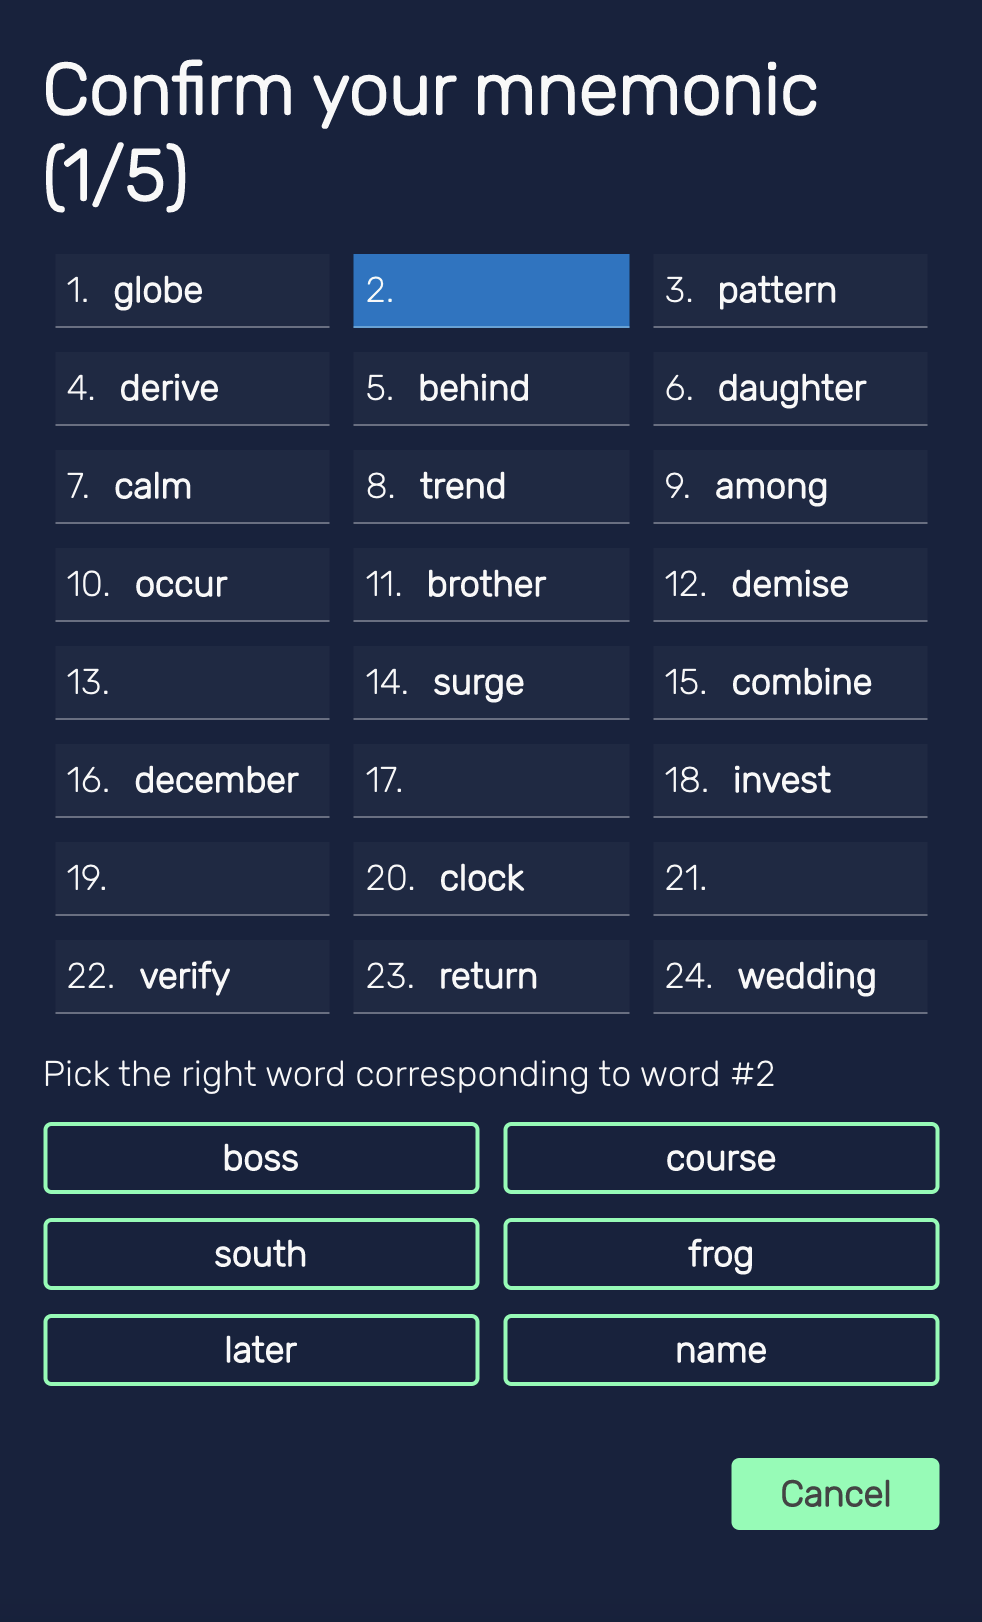 Confirm your mnemonic
(1/5)
1. globe
2.
3. pattern
4. derive
5. behind
6. daughter
7. calm
8. trend
9. among
10. occur
11. brother
12. demise
13.
14. surge
15. combine
16. december
17.
18. invest
19.
20. clock
21.
22. verify
23. return
24. wedding
Pick the right word corresponding to word #2
boss
course
south
frog
later
name
Cancel